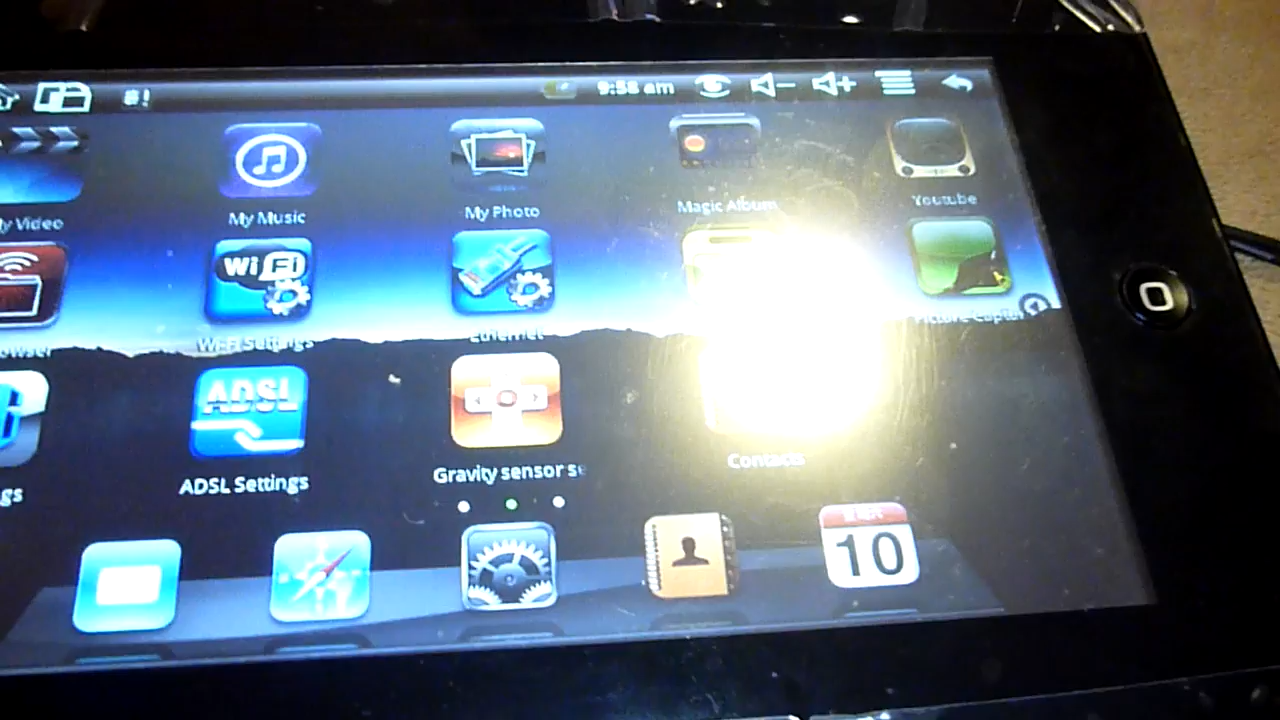 9:58 am
My Video
My Music
My Photo
Magic Album
Youtube
WiFi
Wi-Fi Settings
Ethernet
ADSL
ADSL Settings
Gravity sensor se
Contacts
10